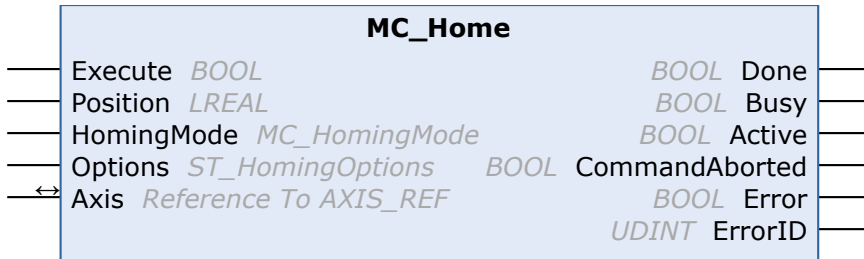 MC_Home
Execute BOOL BOOL Done
Position LREAL BOOL Busy
HomingMode MC_HomingMode BOOL Active
Options ST_HomingOptions BOOL CommandAborted
↔ Axis Reference To AXIS_REF BOOL Error
UDINT ErrorID